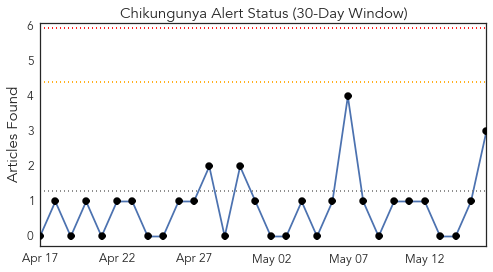 Chikungunya Alert Status (30-Day Window)
Articles Found
6
5
4
3
2
1
0
Apr 17
Apr 22
Apr 27
May 02
May 07
May 12